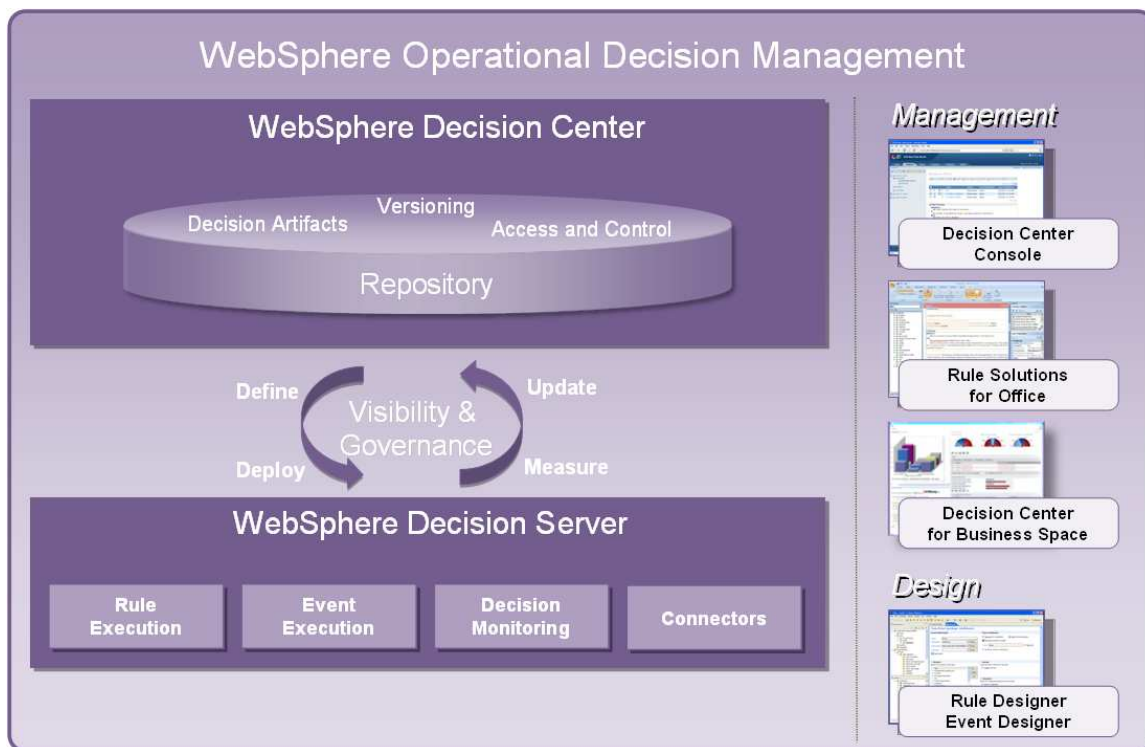 WebSphere Operational Decision Management
WebSphere Decision Center
Versioning
Decision Artifacts
Access and Control
Repository
Define
Update
Visibility &
Governance
Deploy
Measure
WebSphere Decision Server
Rule
Execution
Event
Execution
Decision
Monitoring
Connectors
Management
Decision Center
Console
Rule Solutions
for Office
Decision Center
for Business Space
Design
Rule Designer
Event Designer